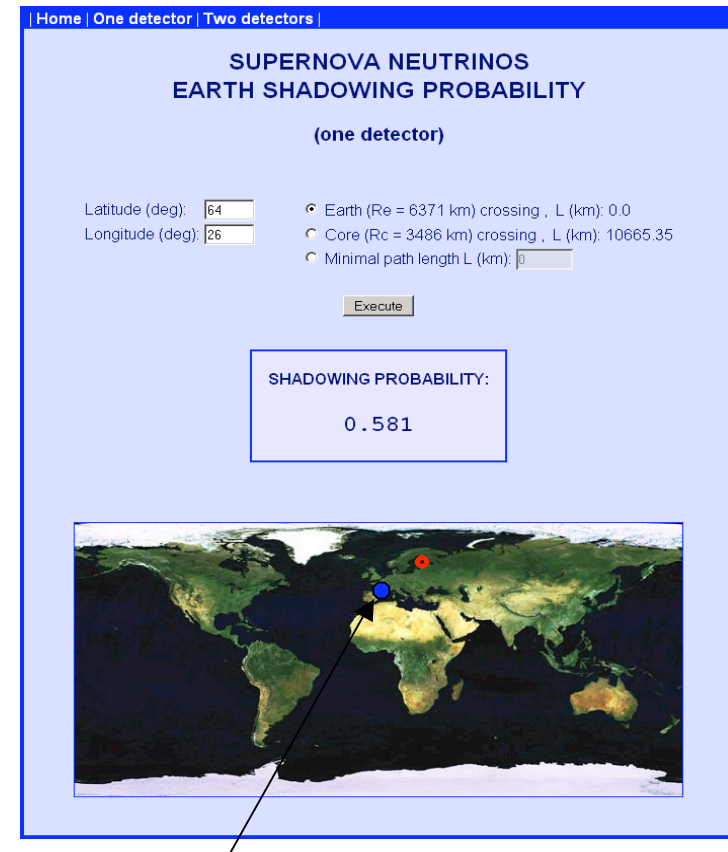 | Home | One detector | Two detectors |
SUPERNOVA NEUTRINOS
EARTH SHADOWING PROBABILITY
(one detector)
Latitude (deg): 64
Longitude (deg): 26
Earth (Re = 6371 km) crossing , L (km): 0.0
Core (Rc = 3486 km) crossing , L (km): 10665.35
Minimal path length L (km): 0
Execute
SHADOWING PROBABILITY:
0.581